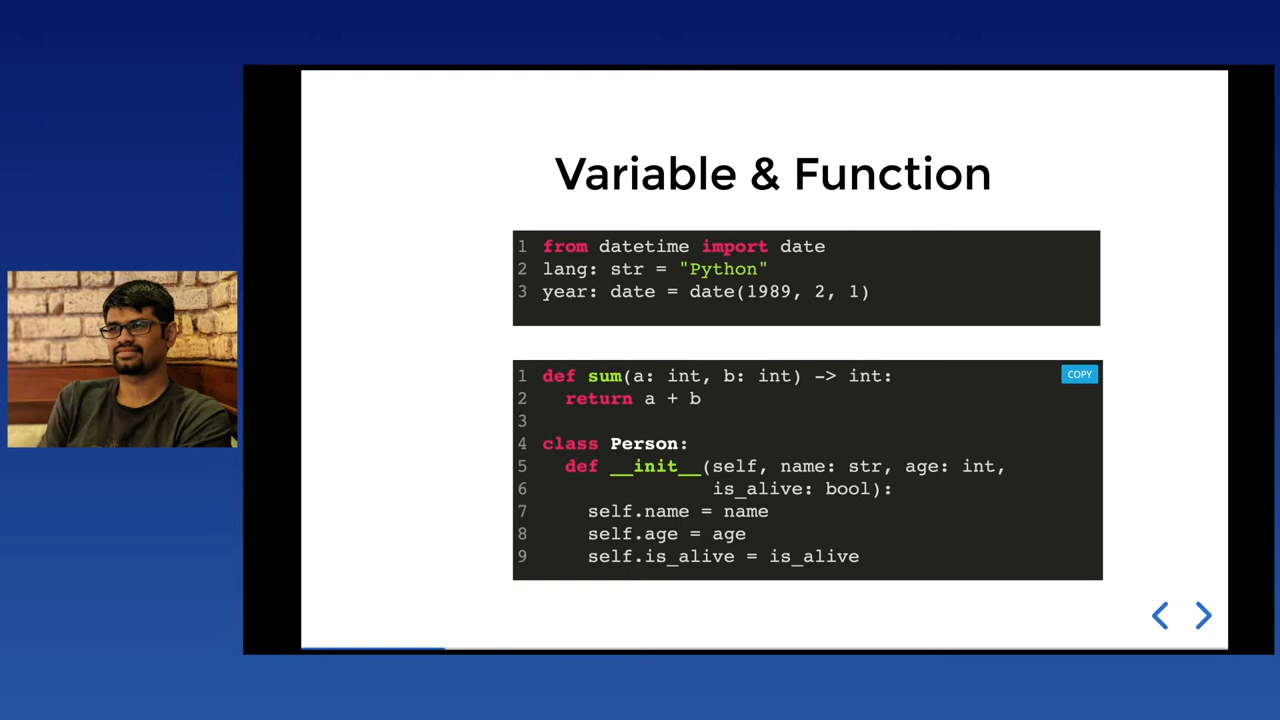 Variable & Function
1 from datetime import date
2 lang: str = "Python"
3 year: date = date(1989, 2, 1)
1 def sum(a: int, b: int) -> int:
COPY
2   return a + b
3
4 class Person:
5   def __init__(self, name: str, age: int,
6                is_alive: bool):
7     self.name = name
8     self.age = age
9     self.is_alive = is_alive